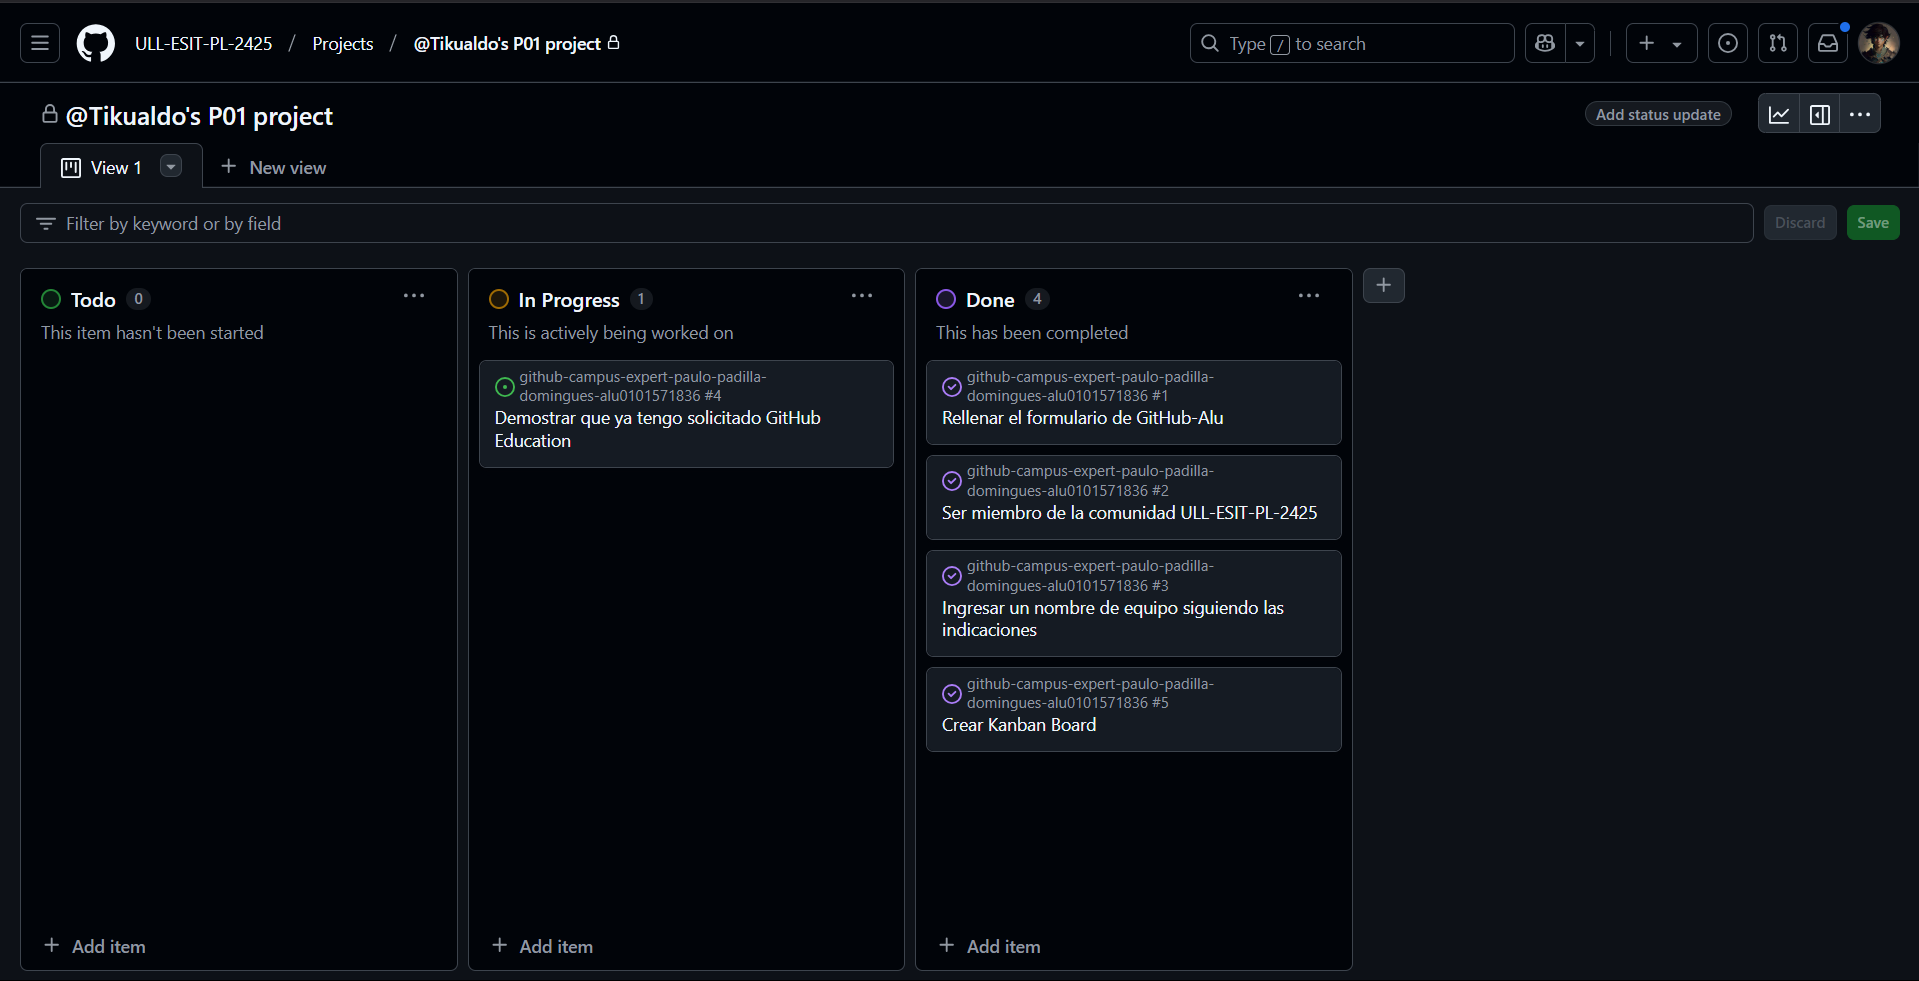 ULL-ESIT-PL-2425 / Projects / @Tikualdo's P01 project
Type / to search
@Tikualdo's P01 project
Add status update
View 1
New view
Filter by keyword or by field
Discard
Save
Todo 0
This item hasn't been started
Add item
In Progress 1
This is actively being worked on
github-campus-expert-paulo-padilla-
domingues-alu0101571836 #4
Demostrar que ya tengo solicitado GitHub
Education
Add item
Done 4
This has been completed
github-campus-expert-paulo-padilla-
domingues-alu0101571836 #1
Rellenar el formulario de GitHub-Alu
github-campus-expert-paulo-padilla-
domingues-alu0101571836 #2
Ser miembro de la comunidad ULL-ESIT-PL-2425
github-campus-expert-paulo-padilla-
domingues-alu0101571836 #3
Ingresar un nombre de equipo siguiendo las
indicaciones
github-campus-expert-paulo-padilla-
domingues-alu0101571836 #5
Crear Kanban Board
Add item